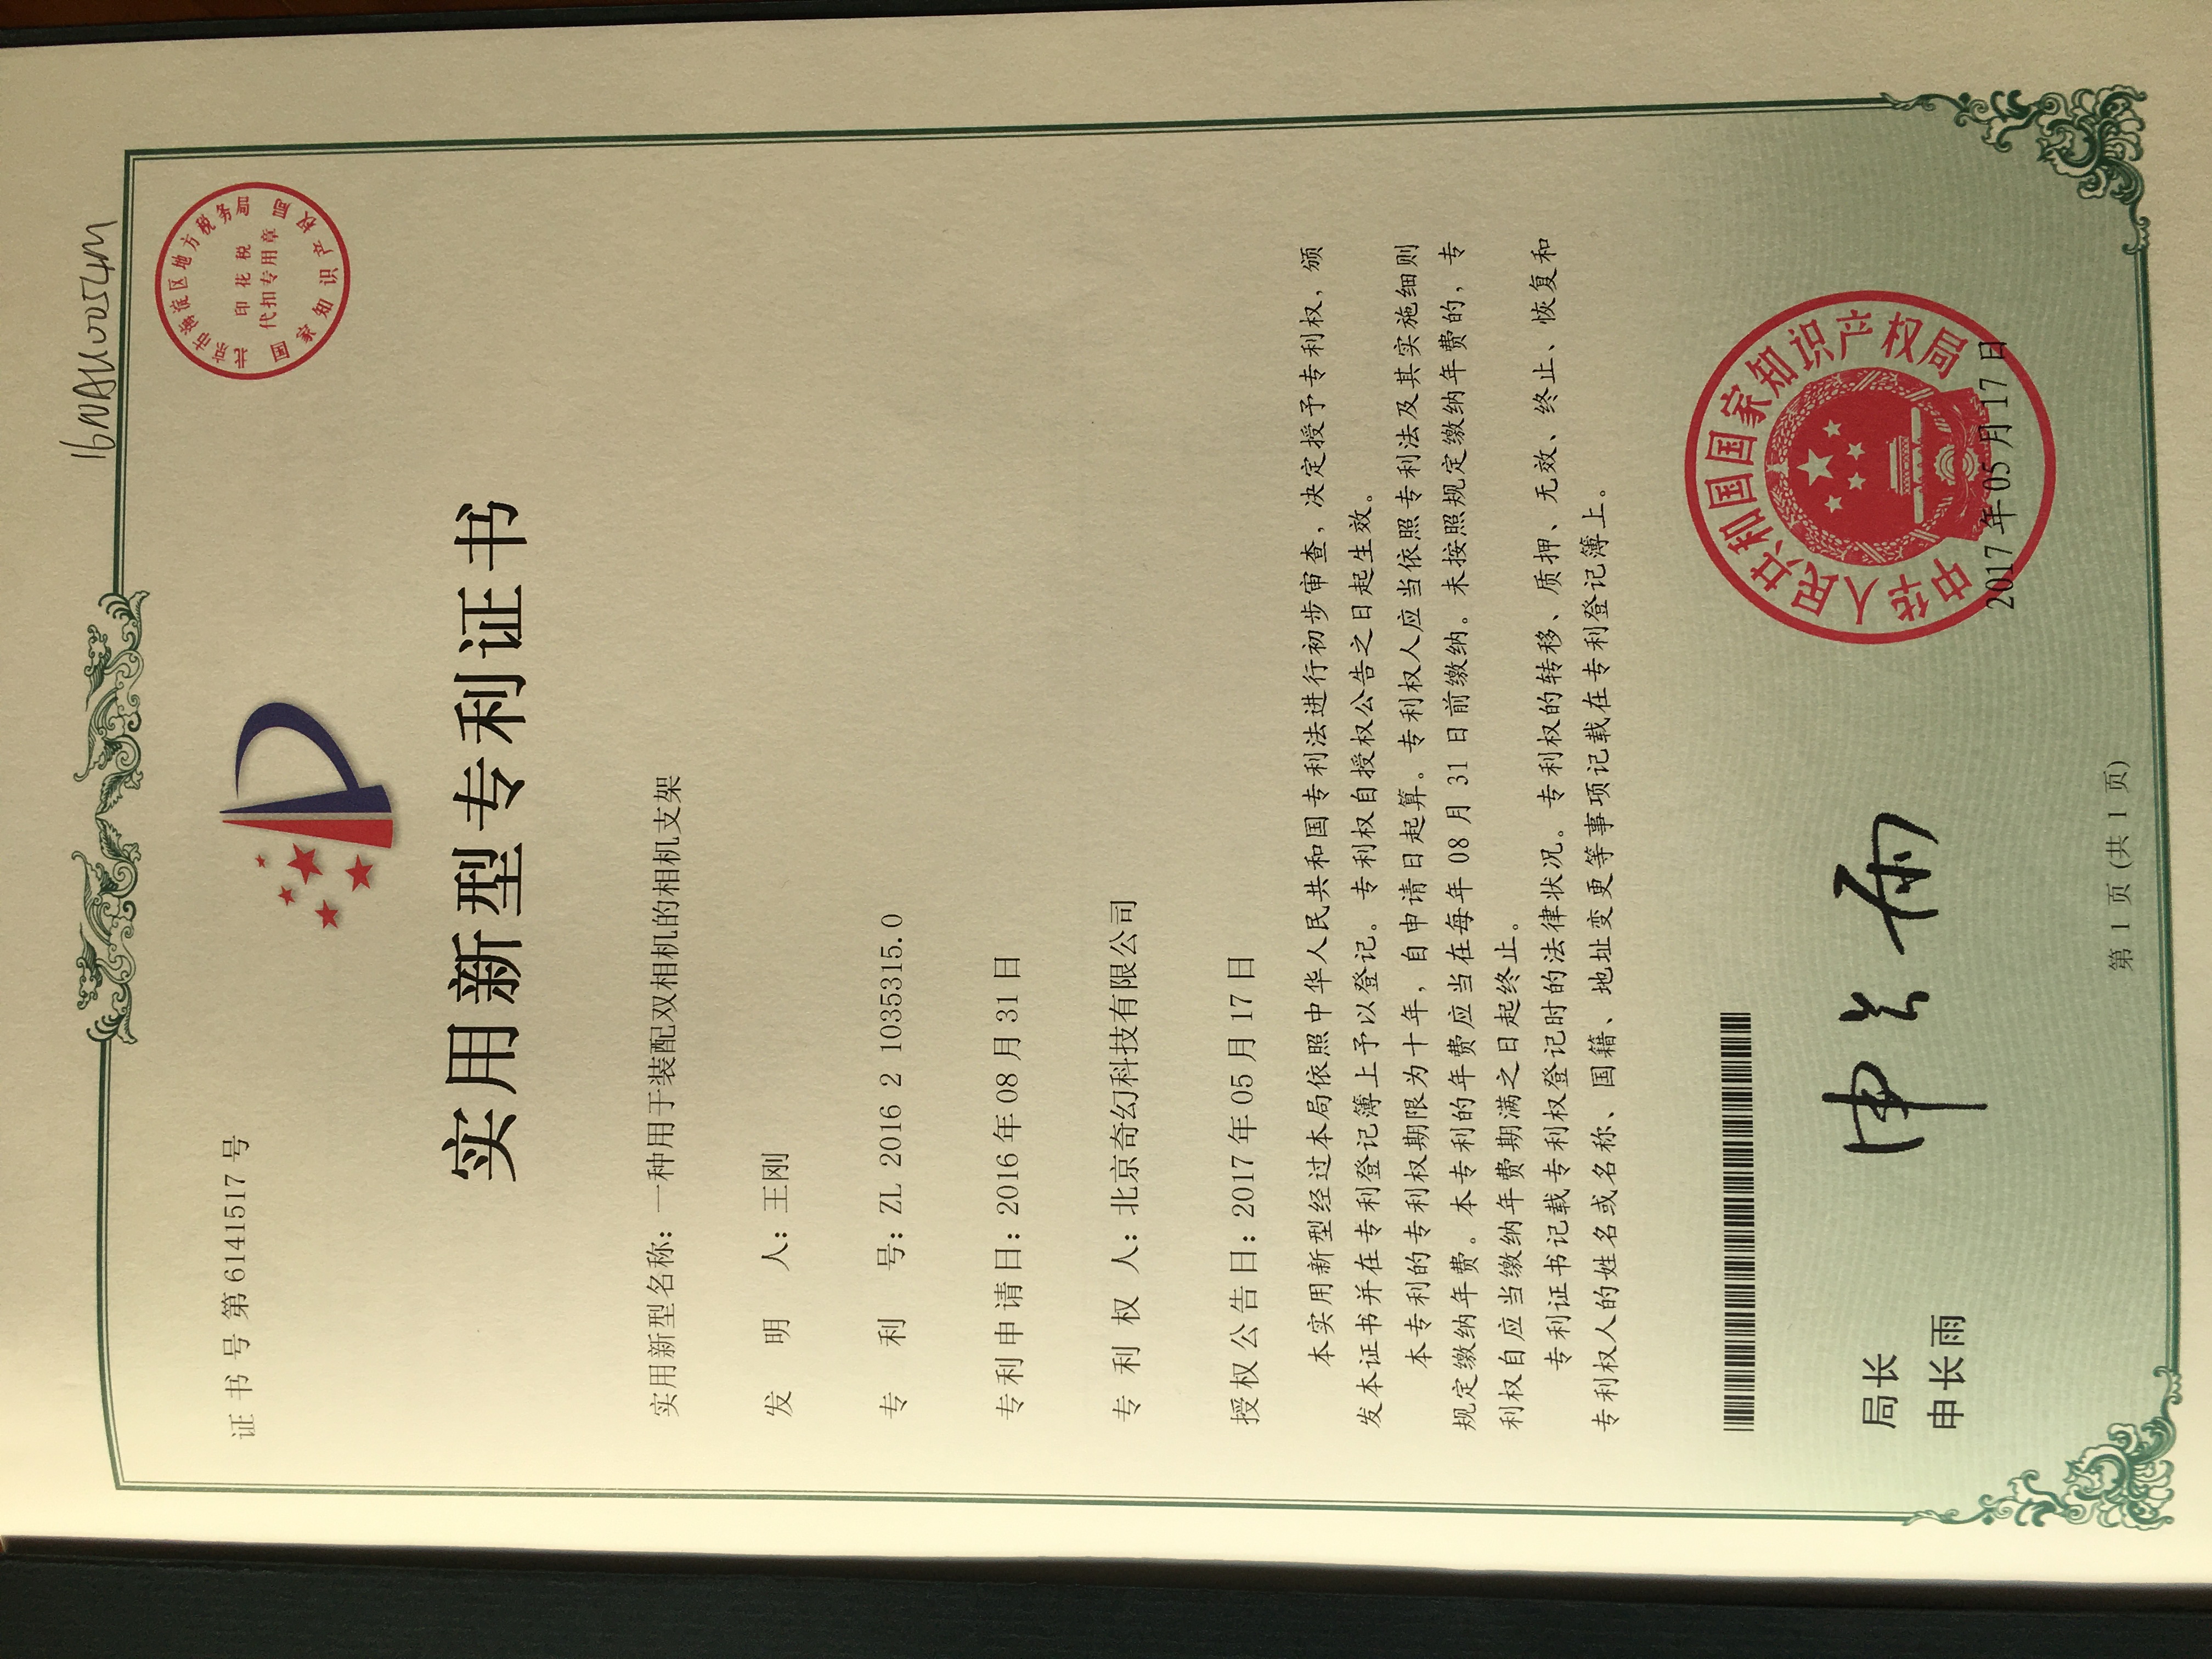 16NAU00254M
北京市海淀区地方税务局
印花税
代扣专用章
国家知识产权局
证书号第6141517号
实用新型专利证书
实用新型名称：一种用于装配双相机的相机支架
发明人：王刚
专利号：ZL 2016 2 1035315.0
专利申请日：2016年08月31日
专利权人：北京奇幻科技有限公司
授权公告日：2017年05月17日
本实用新型经过本局依照中华人民共和国专利法进行初步审查，决定授予专利权，颁
发本证书并在专利登记簿上予以登记。专利权自授权公告之日起生效。
本专利的专利权期限为十年，自申请日起算。专利权人应当依照专利法及其实施细则
规定缴纳年费。本专利的年费应当在每年08月31日前缴纳。未按照规定缴纳年费的，专
利权自应当缴纳年费期满之日起终止。
专利证书记载专利权登记时的法律状况。专利权的转移、质押、无效、终止、恢复和
专利权人的姓名或名称、国籍、地址变更等事项记载在专利登记簿上。
局长
申长雨
申长雨
中华人民共和国国家知识产权局
2017年05月17日
第1页(共1页)